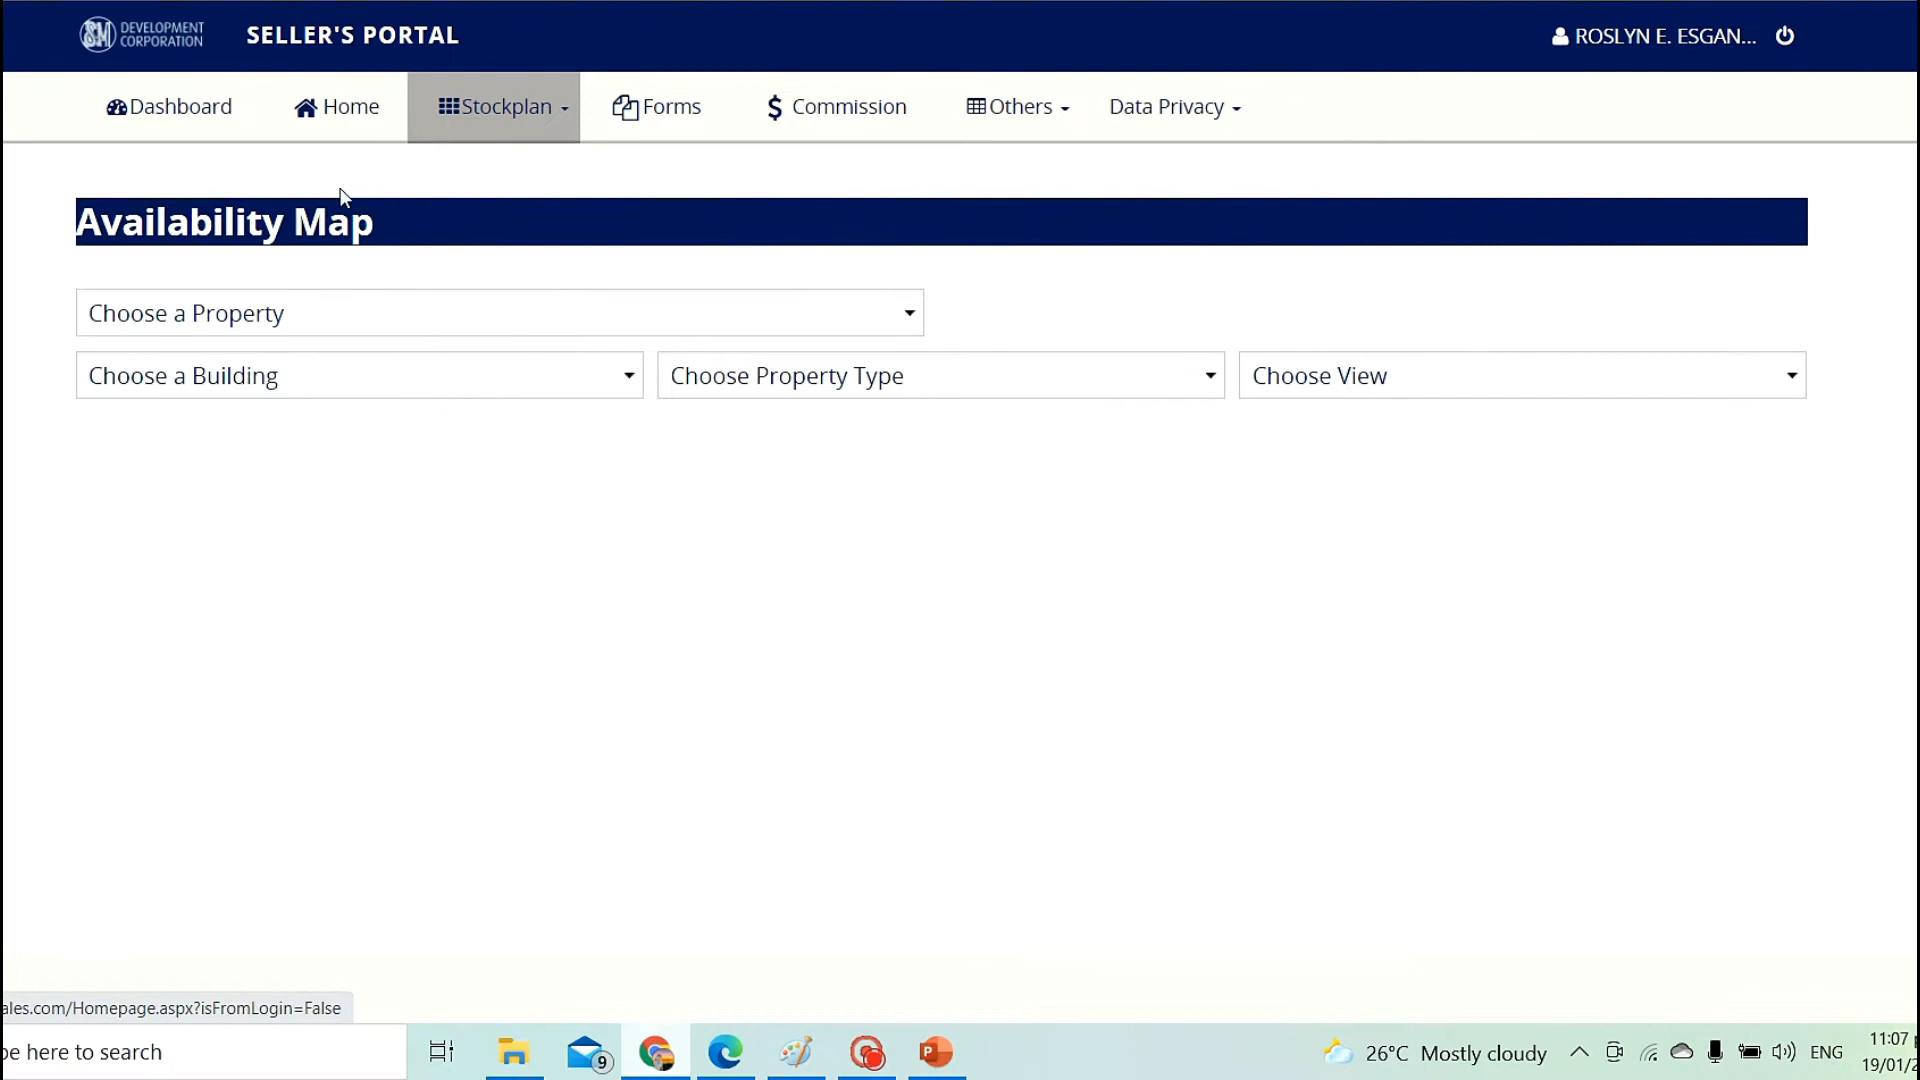 SM DEVELOPMENT CORPORATION SELLER'S PORTAL ROSLYN E. ESGAN...
Dashboard Home Stockplan Forms $ Commission Others Data Privacy
Availability Map
Choose a Property
Choose a Building Choose Property Type Choose View
ales.com/Homepage.aspx?isFromLogin=False
pe here to search 9 26°C Mostly cloudy ENG 11:07
19/01/2